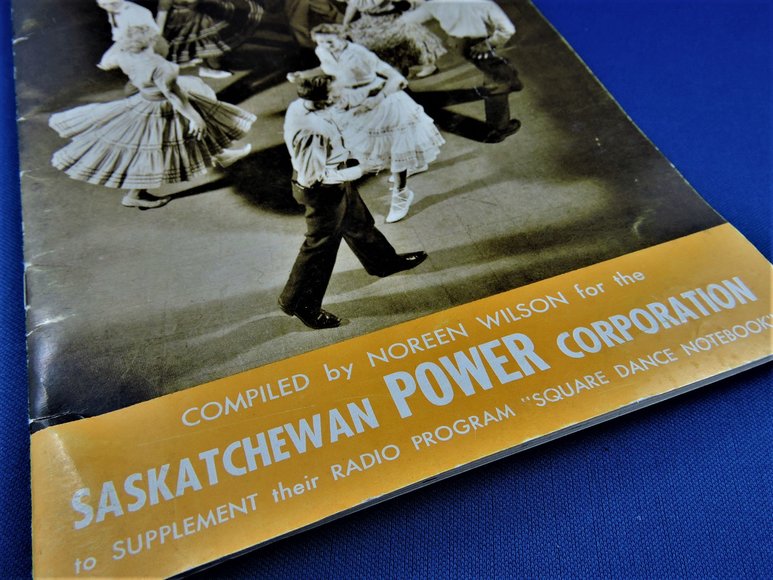 COMPILED by NOREEN WILSON for the
SASKATCHEWAN POWER CORPORATION
to SUPPLEMENT their RADIO PROGRAM "SQUARE DANCE NOTEBOOK"